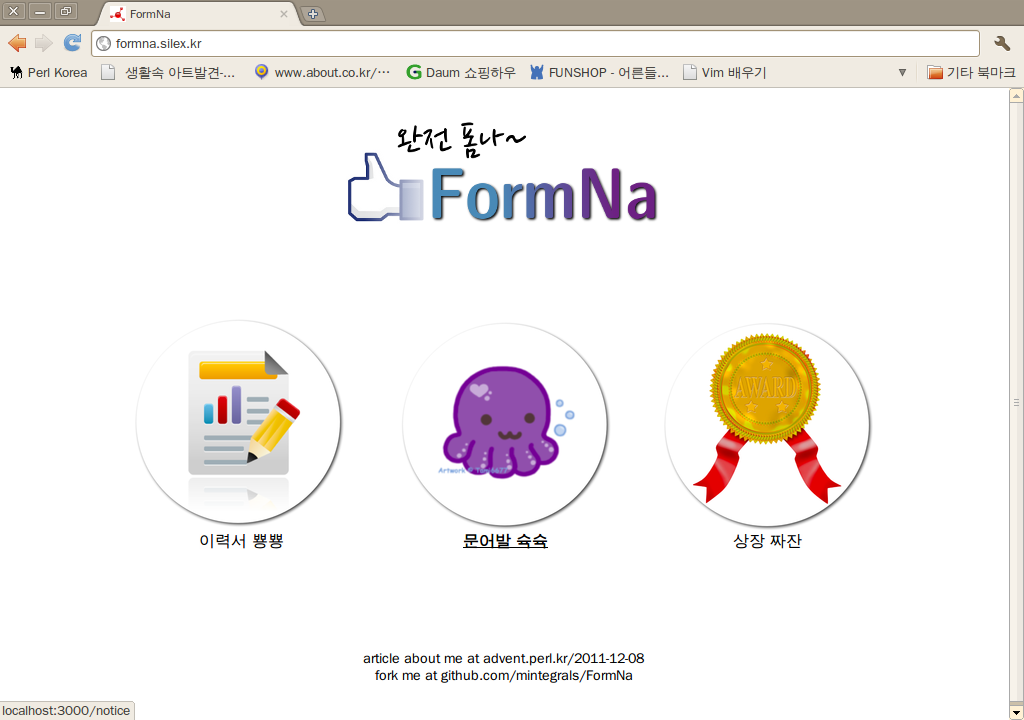 FormNa
formna.silex.kr
Perl Korea
생활속 아트발견-...
www.about.co.kr/···
Daum 쇼핑하우
FUNSHOP - 어른들...
Vim 배우기
기타 북마크
완전 폼나~
FormNa
AWARD
이력서 뿅뿅
문어발 슉슉
상장 짜잔
article about me at advent.perl.kr/2011-12-08
fork me at github.com/mintegrals/FormNa
localhost:3000/notice